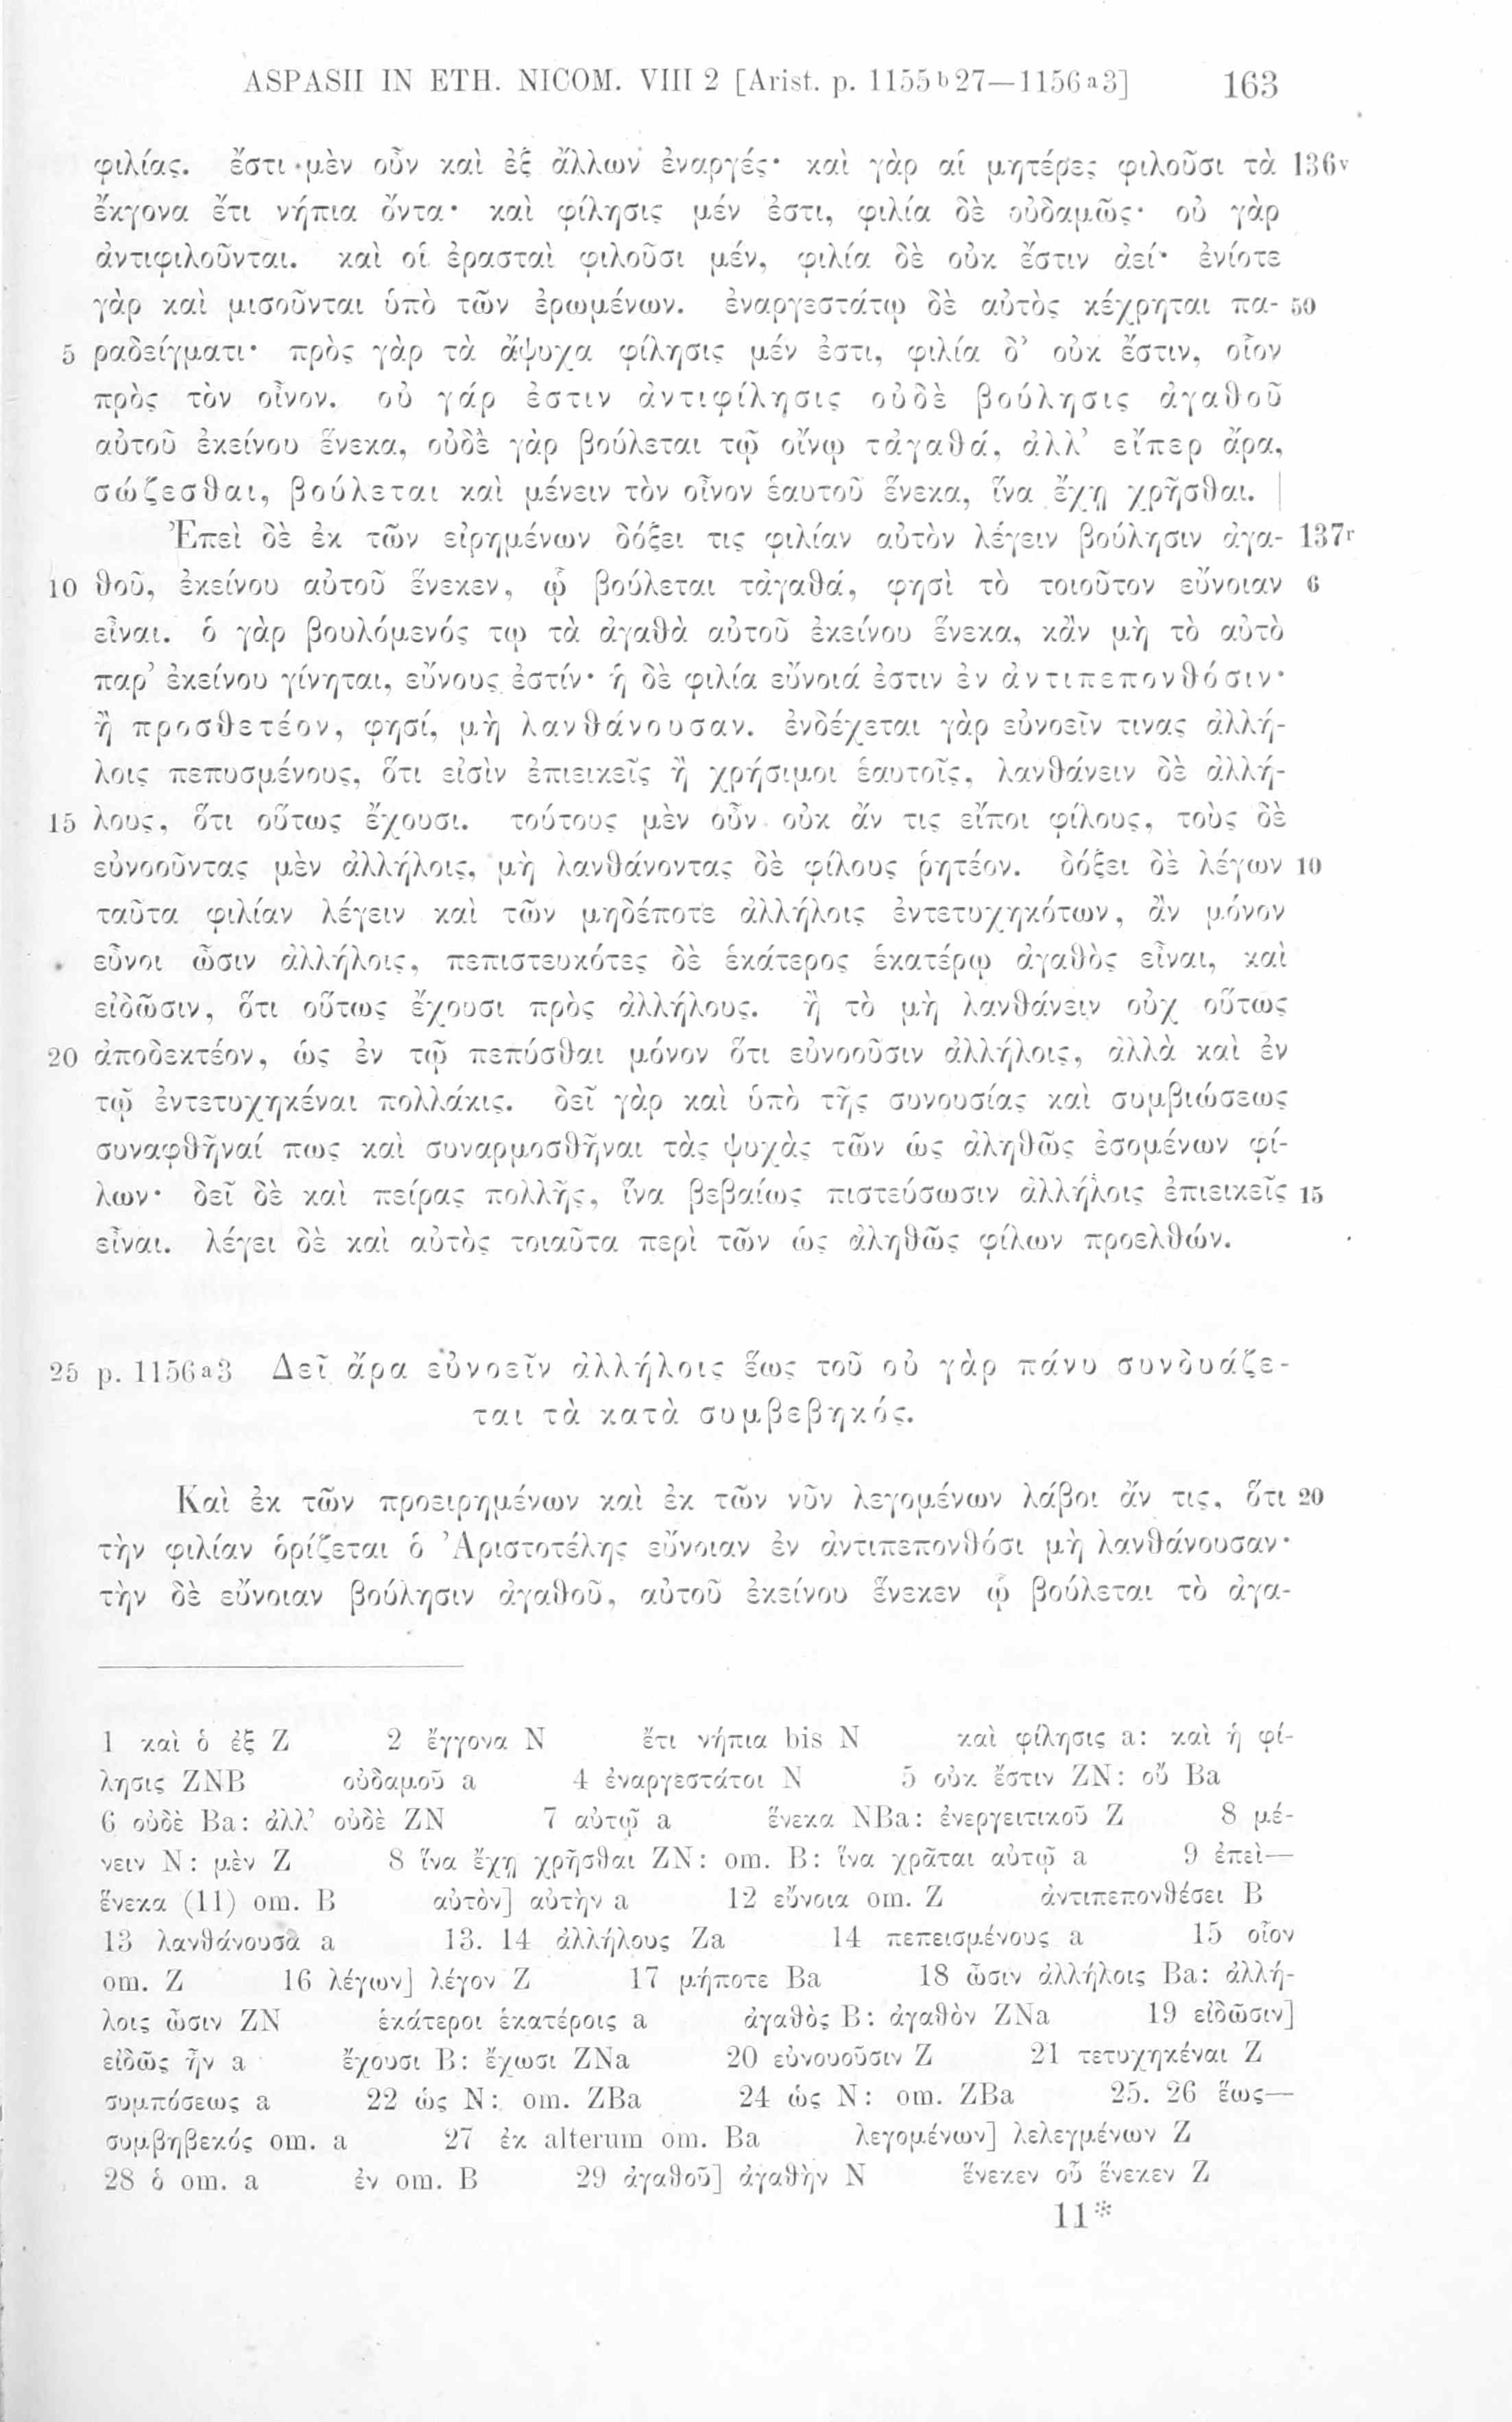 ASPASII IN ETH. NICOM. VIII 2 [Arist. p. 1155b27—1156a3] 163
φιλίας. ἔστι μὲν οὖν καὶ ἐξ ἄλλων ἐναργές· καὶ γὰρ αἱ μητέρες φιλοῦσι τὰ 136v
ἔκγονα ἔτι νήπια ὄντα· καὶ φίλησις μέν ἐστι, φιλία δὲ οὐδαμῶς· οὐ γὰρ
ἀντιφιλοῦνται. καὶ οἱ ἐρασταὶ φιλοῦσι μέν, φιλία δὲ οὐκ ἔστιν ἀεί· ἐνίοτε
γὰρ καὶ μισοῦνται ὑπὸ τῶν ἐρωμένων. ἐναργεστάτῳ δὲ αὐτὸς κέχρηται πα- 50
5 ραδείγματι· πρὸς γὰρ τὰ ἄψυχα φίλησις μέν ἐστι, φιλία δ’ οὐκ ἔστιν, οἷον
πρὸς τὸν οἶνον. οὐ γάρ ἐστιν ἀντιφίλησις οὐδὲ βούλησις ἀγαθοῦ
αὐτοῦ ἐκείνου ἕνεκα, οὐδὲ γὰρ βούλεται τῷ οἴνῳ τἀγαθά, ἀλλ’ εἴπερ ἄρα,
σώζεσθαι, βούλεται καὶ μένειν τὸν οἶνον ἑαυτοῦ ἕνεκα, ἵνα ἔχῃ χρῆσθαι. |
Ἐπεὶ δὲ ἐκ τῶν εἰρημένων δόξει τις φιλίαν αὐτὸν λέγειν βούλησιν ἀγα- 137r
10 θοῦ, ἐκείνου αὐτοῦ ἕνεκεν, ᾧ βούλεται τἀγαθά, φησὶ τὸ τοιοῦτον εὔνοιαν 6
εἶναι. ὁ γὰρ βουλόμενός τῳ τὰ ἀγαθὰ αὐτοῦ ἐκείνου ἕνεκα, κἂν μὴ τὸ αὐτὸ
παρ’ ἐκείνου γίνηται, εὔνους ἐστίν· ἡ δὲ φιλία εὔνοιά ἐστιν ἐν ἀντιπεπονθόσιν·
ἢ προσθετέον, φησί, μὴ λανθάνουσαν. ἐνδέχεται γὰρ εὐνοεῖν τινας ἀλλή-
λοις πεπυσμένους, ὅτι εἰσὶν ἐπιεικεῖς ἢ χρήσιμοι ἑαυτοῖς, λανθάνειν δὲ ἀλλή-
15 λους, ὅτι οὕτως ἔχουσι. τούτους μὲν οὖν οὐκ ἄν τις εἴποι φίλους, τοὺς δὲ
εὐνοοῦντας μὲν ἀλλήλοις, μὴ λανθάνοντας δὲ φίλους ῥητέον. δόξει δὲ λέγων 10
ταῦτα φιλίαν λέγειν καὶ τῶν μηδέποτε ἀλλήλοις ἐντετυχηκότων, ἂν μόνον
εὖνοι ὦσιν ἀλλήλοις, πεπιστευκότες δὲ ἑκάτερος ἑκατέρῳ ἀγαθὸς εἶναι, καὶ
εἰδῶσιν, ὅτι οὕτως ἔχουσι πρὸς ἀλλήλους. ἢ τὸ μὴ λανθάνειν οὐχ οὕτως
20 ἀποδεκτέον, ὡς ἐν τῷ πεπύσθαι μόνον ὅτι εὐνοοῦσιν ἀλλήλοις, ἀλλὰ καὶ ἐν
τῷ ἐντετυχηκέναι πολλάκις. δεῖ γὰρ καὶ ὑπὸ τῆς συνουσίας καὶ συμβιώσεως
συναφθῆναί πως καὶ συναρμοσθῆναι τὰς ψυχὰς τῶν ὡς ἀληθῶς ἐσομένων φί-
λων· δεῖ δὲ καὶ πείρας πολλῆς, ἵνα βεβαίως πιστεύσωσιν ἀλλήλοις ἐπιεικεῖς 15
εἶναι. λέγει δὲ καὶ αὐτὸς τοιαῦτα περὶ τῶν ὡς ἀληθῶς φίλων προελθών.
25 p. 1156a3 Δεῖ ἄρα εὐνοεῖν ἀλλήλοις ἕως τοῦ οὐ γὰρ πάνυ συνδυάζε-
ται τὰ κατὰ συμβεβηκός.
Καὶ ἐκ τῶν προειρημένων καὶ ἐκ τῶν νῦν λεγομένων λάβοι ἄν τις, ὅτι 20
τὴν φιλίαν ὁρίζεται ὁ Ἀριστοτέλης εὔνοιαν ἐν ἀντιπεπονθόσι μὴ λανθάνουσαν·
τὴν δὲ εὔνοιαν βούλησιν ἀγαθοῦ, αὐτοῦ ἐκείνου ἕνεκεν ᾧ βούλεται τὸ ἀγα-
1 καὶ ὁ ἐξ Z 2 ἔγγονα N ἔτι νήπια bis N καὶ φίλησις a: καὶ ἡ φί-
λησις ZNB οὐδαμοῦ a 4 ἐναργεστάτοι N 5 οὐκ ἔστιν ZN: οὔ Ba
6 οὐδὲ Ba: ἀλλ’ οὐδὲ ZN 7 αὐτῷ a ἕνεκα NBa: ἐνεργειτικοῦ Z 8 μέ-
νειν N: μὲν Z 8 ἵνα ἔχῃ χρῆσθαι ZN: om. B: ἵνα χρᾶται αὐτῷ a 9 ἐπεὶ—
ἕνεκα (11) om. B αὐτὸν] αὐτὴν a 12 εὔνοια om. Z ἀντιπεπονθέσει B
13 λανθάνουσα a 13. 14 ἀλλήλους Za 14 πεπεισμένους a 15 οἷον
om. Z 16 λέγων] λέγον Z 17 μήποτε Ba 18 ὦσιν ἀλλήλοις Ba: ἀλλή-
λοις ὦσιν ZN ἑκάτεροι ἑκατέροις a ἀγαθὸς B: ἀγαθὸν ZNa 19 εἰδῶσιν]
εἰδῶς ἦν a ἔχουσι B: ἔχωσι ZNa 20 εὐνουοῦσιν Z 21 τετυχηκέναι Z
συμπόσεως a 22 ὡς N: om. ZBa 24 ὡς N: om. ZBa 25. 26 ἕως—
συμβηβεκός om. a 27 ἐκ alterum om. Ba λεγομένων] λελεγμένων Z
28 ὁ om. a ἐν om. B 29 ἀγαθοῦ] ἀγαθὴν N ἕνεκεν οὗ ἕνεκεν Z
11*